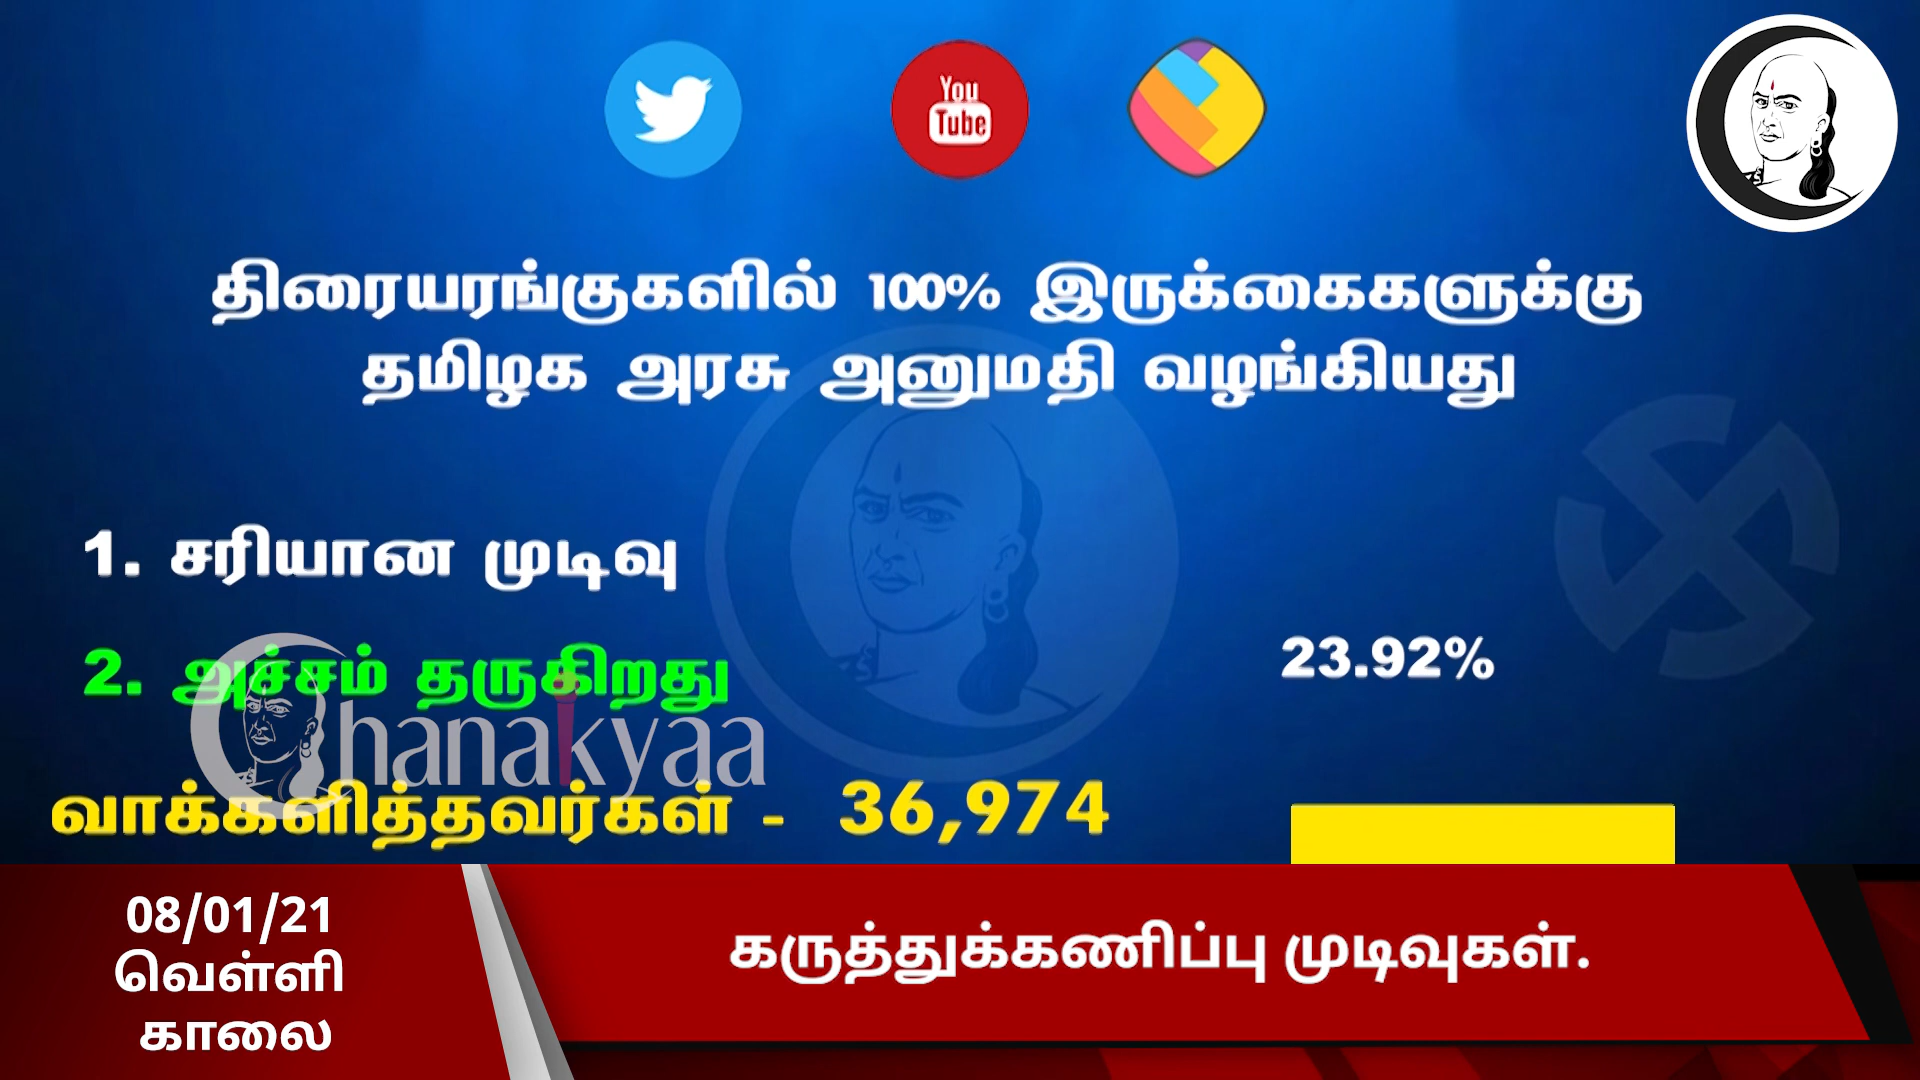 You
Tube
திரையரங்குகளில் 100% இருக்கைகளுக்கு
தமிழக அரசு அனுமதி வழங்கியது
1. சரியான முடிவு
2. அச்சம் தருகிறது
23.92%
Chanakyaa
வாக்களித்தவர்கள் - 36,974
08/01/21
வெள்ளி
காலை
கருத்துக்கணிப்பு முடிவுகள்.